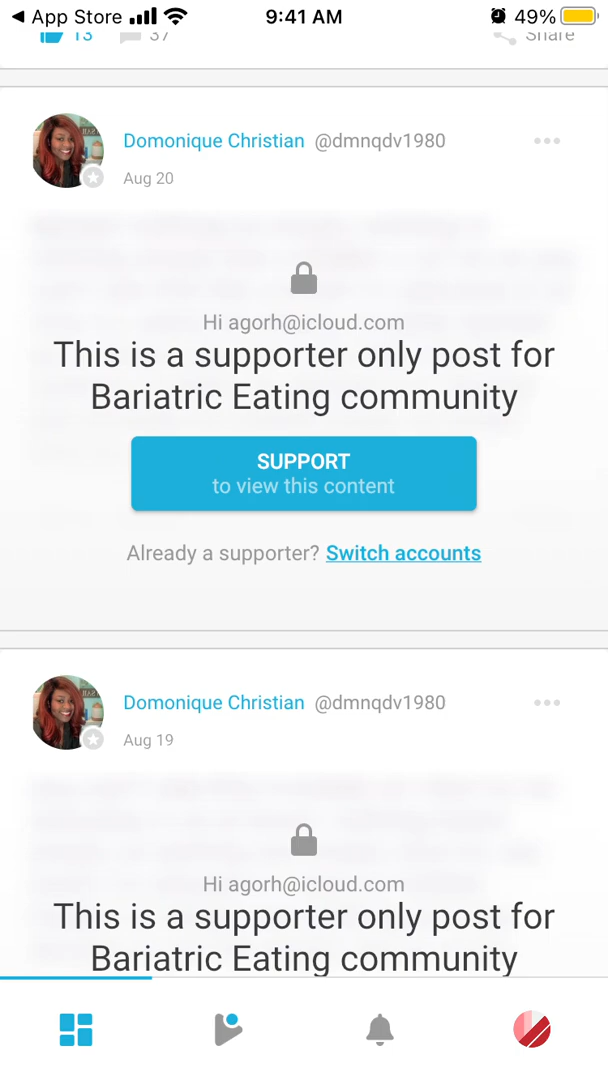 App Store 9:41 AM 49%
13 37 Share
Domonique Christian @dmnqdv1980
Aug 20
Hi agorh@icloud.com
This is a supporter only post for
Bariatric Eating community
SUPPORT
to view this content
Already a supporter? Switch accounts
Domonique Christian @dmnqdv1980
Aug 19
Hi agorh@icloud.com
This is a supporter only post for
Bariatric Eating community